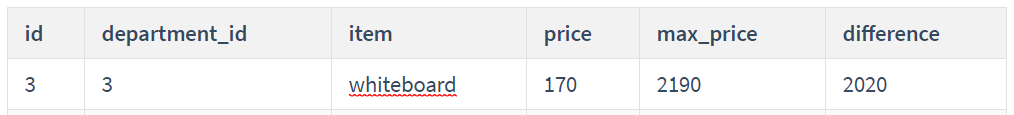 id department_id item price max_price difference
3 3 whiteboard 170 2190 2020